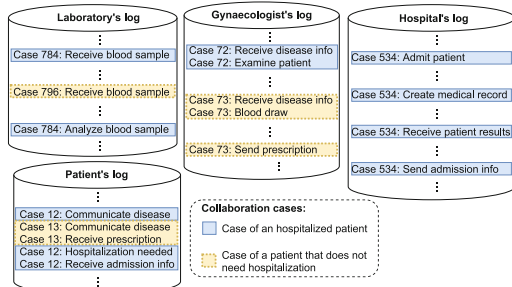 Laboratory's log
Case 784: Receive blood sample
Case 796: Receive blood sample
Case 784: Analyze blood sample
Gynaecologist's log
Case 72: Receive disease info
Case 72: Examine patient
Case 73: Receive disease info
Case 73: Blood draw
Case 73: Send prescription
Hospital's log
Case 534: Admit patient
Case 534: Create medical record
Case 534: Receive patient results
Case 534: Send admission info
Patient's log
Case 12: Communicate disease
Case 13: Communicate disease
Case 13: Receive prescription
Case 12: Hospitalization needed
Case 12: Receive admission info
Collaboration cases:
Case of an hospitalized patient
Case of a patient that does not
need hospitalization